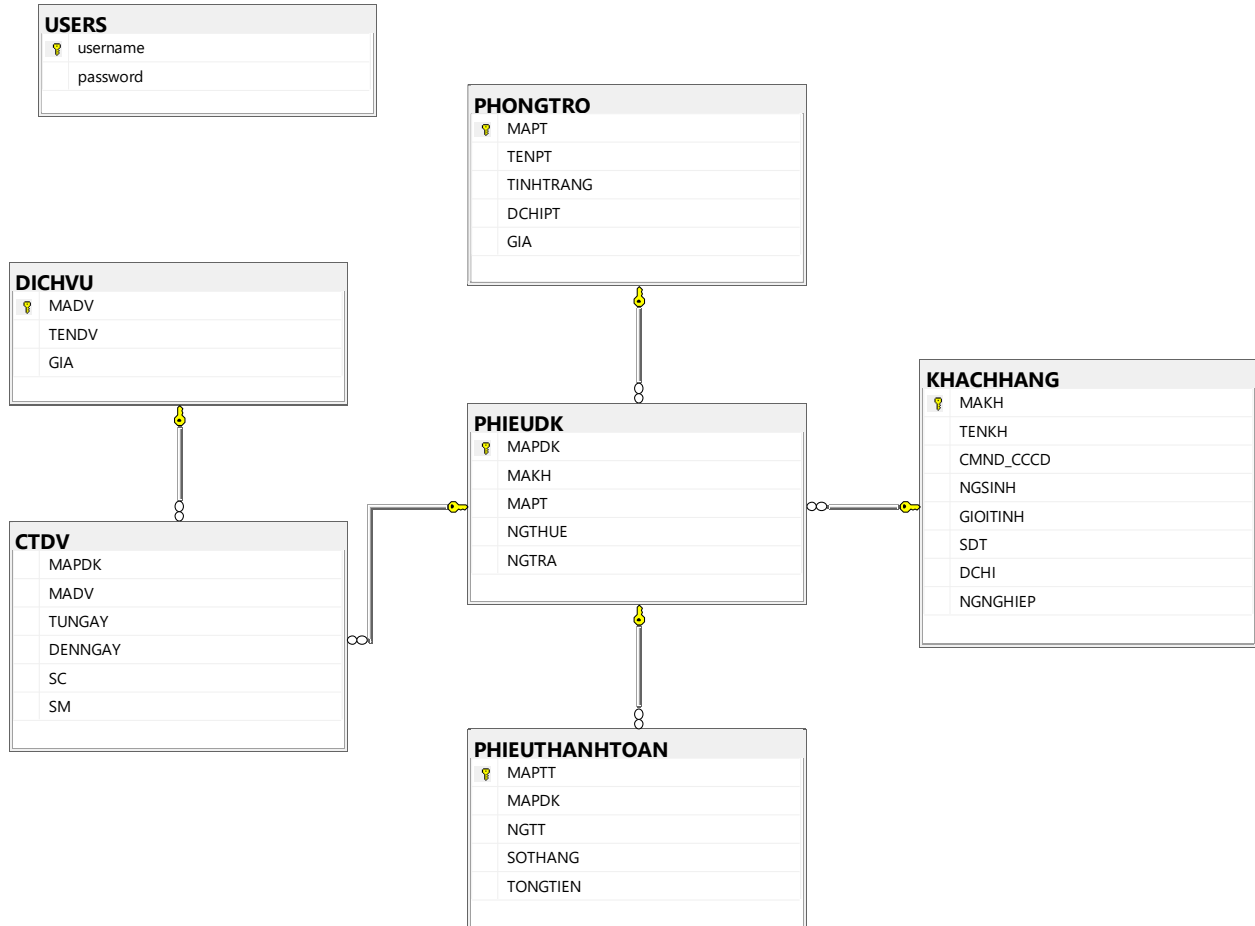 USERS
username
password
PHONGTRO
MAPT
TENPT
TINHTRANG
DCHIPT
GIA
DICHVU
MADV
TENDV
GIA
KHACHHANG
MAKH
TENKH
CMND_CCCD
NGSINH
GIOITINH
SDT
DCHI
NGNGHIEP
PHIEUDK
MAPDK
MAKH
MAPT
NGTHUE
NGTRA
CTDV
MAPDK
MADV
TUNGAY
DENNGAY
SC
SM
PHIEUTHANHTOAN
MAPTT
MAPDK
NGTT
SOTHANG
TONGTIEN